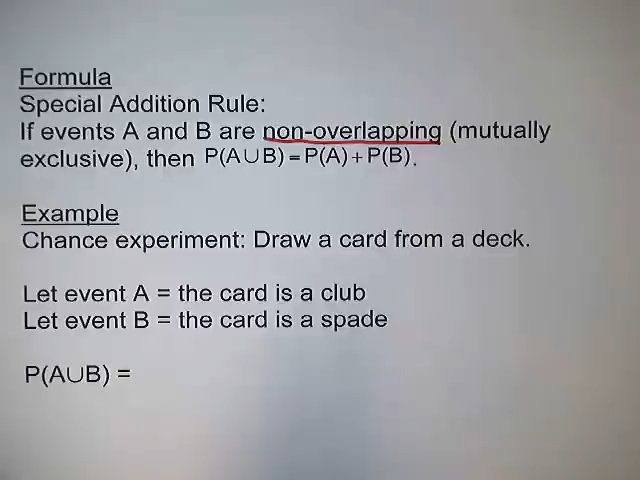 Formula
Special Addition Rule:
If events A and B are non-overlapping (mutually
exclusive), then P(A∪B) = P(A) + P(B).
Example
Chance experiment: Draw a card from a deck.
Let event A = the card is a club
Let event B = the card is a spade
P(A∪B) =